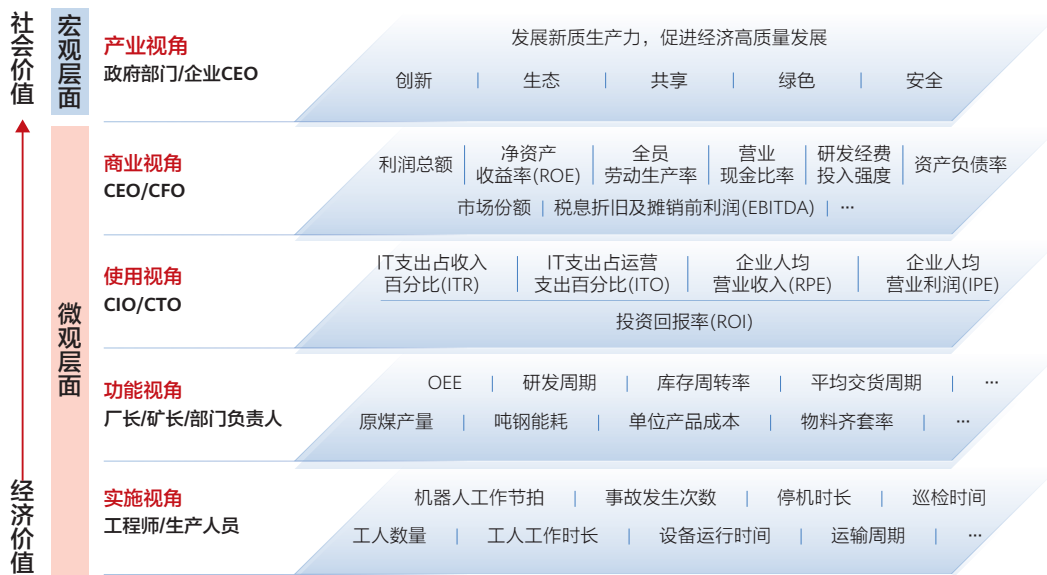 社会价值
宏观层面
产业视角
政府部门/企业CEO
发展新质生产力，促进经济高质量发展
创新 | 生态 | 共享 | 绿色 | 安全
微观层面
商业视角
CEO/CFO
利润总额 | 净资产收益率(ROE) | 全员劳动生产率 | 营业现金比率 | 研发经费投入强度 | 资产负债率
市场份额 | 税息折旧及摊销前利润(EBITDA) | ···
使用视角
CIO/CTO
IT支出占收入百分比(ITR) | IT支出占运营支出百分比(ITO) | 企业人均营业收入(RPE) | 企业人均营业利润(IPE)
投资回报率(ROI)
功能视角
厂长/矿长/部门负责人
OEE | 研发周期 | 库存周转率 | 平均交货周期 | ···
原煤产量 | 吨钢能耗 | 单位产品成本 | 物料齐套率 | ···
经济价值
实施视角
工程师/生产人员
机器人工作节拍 | 事故发生次数 | 停机时长 | 巡检时间
工人数量 | 工人工作时长 | 设备运行时间 | 运输周期 | ···